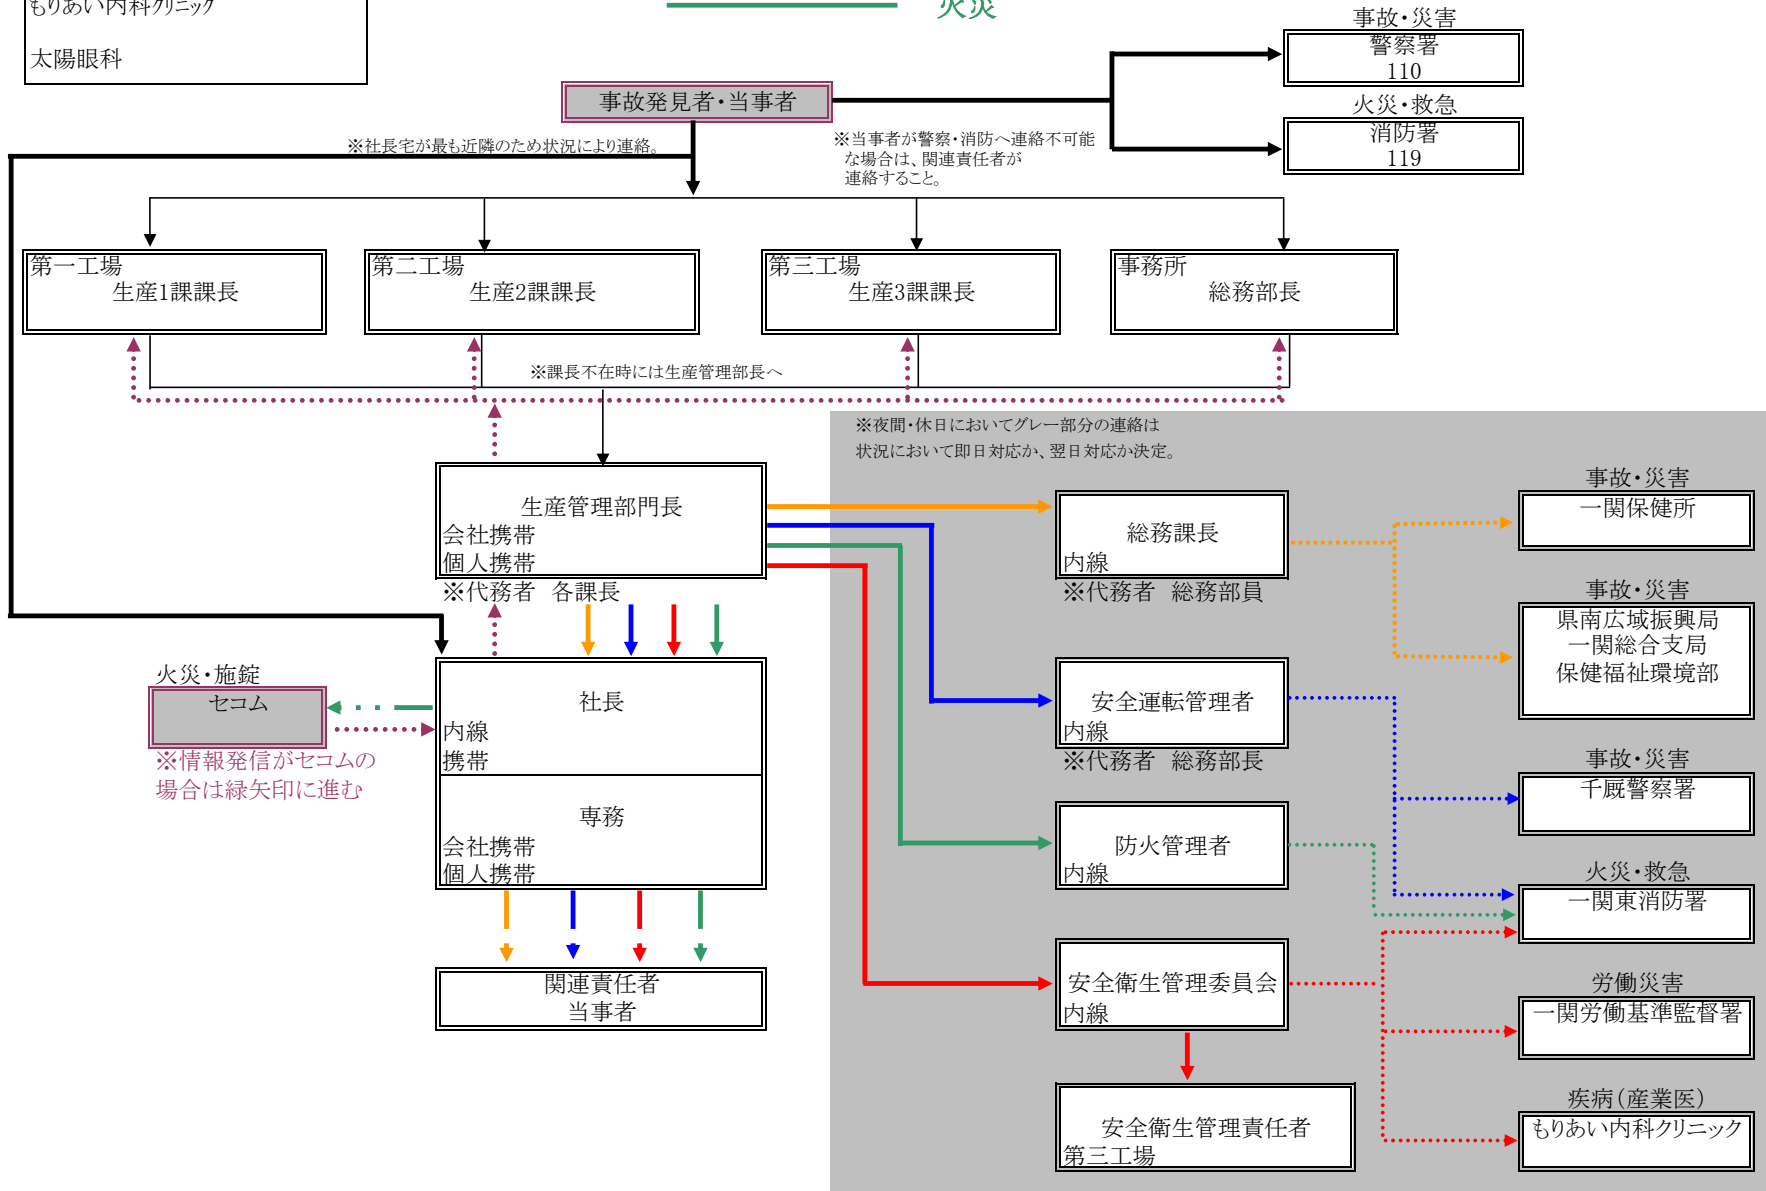 もりあい内科クリニック
太陽眼科
火災
事故・災害
警察署
110
火災・救急
消防署
119
事故発見者・当事者
※社長宅が最も近隣のため状況により連絡。
※当事者が警察・消防へ連絡不可能
な場合は、関連責任者が
連絡すること。
第一工場
生産1課課長
第二工場
生産2課課長
第三工場
生産3課課長
事務所
総務部長
※課長不在時には生産管理部長へ
※夜間・休日においてグレー部分の連絡は
状況において即日対応か、翌日対応か決定。
生産管理部門長
会社携帯
個人携帯
※代務者　各課長
総務課長
内線
※代務者　総務部員
事故・災害
一関保健所
事故・災害
県南広域振興局
一関総合支局
保健福祉環境部
火災・施錠
セコム
※情報発信がセコムの
場合は緑矢印に進む
社長
内線
携帯
専務
会社携帯
個人携帯
安全運転管理者
内線
※代務者　総務部長
事故・災害
千厩警察署
防火管理者
内線
火災・救急
一関東消防署
関連責任者
当事者
安全衛生管理委員会
内線
労働災害
一関労働基準監督署
安全衛生管理責任者
第三工場
疾病（産業医）
もりあい内科クリニック